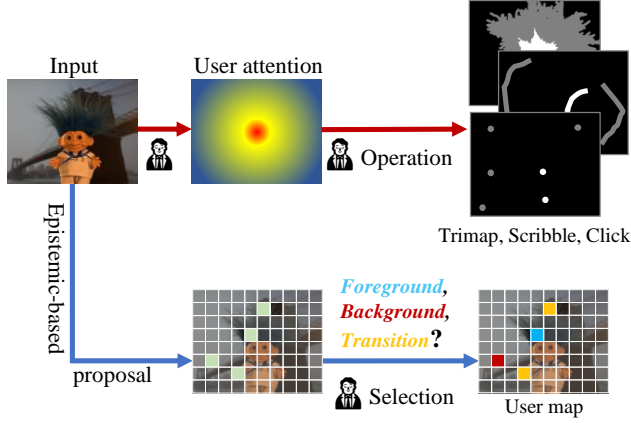 Input
User attention
Operation
Trimap, Scribble, Click
Epistemic-based
proposal
Foreground,
Background,
Transition?
Selection
User map